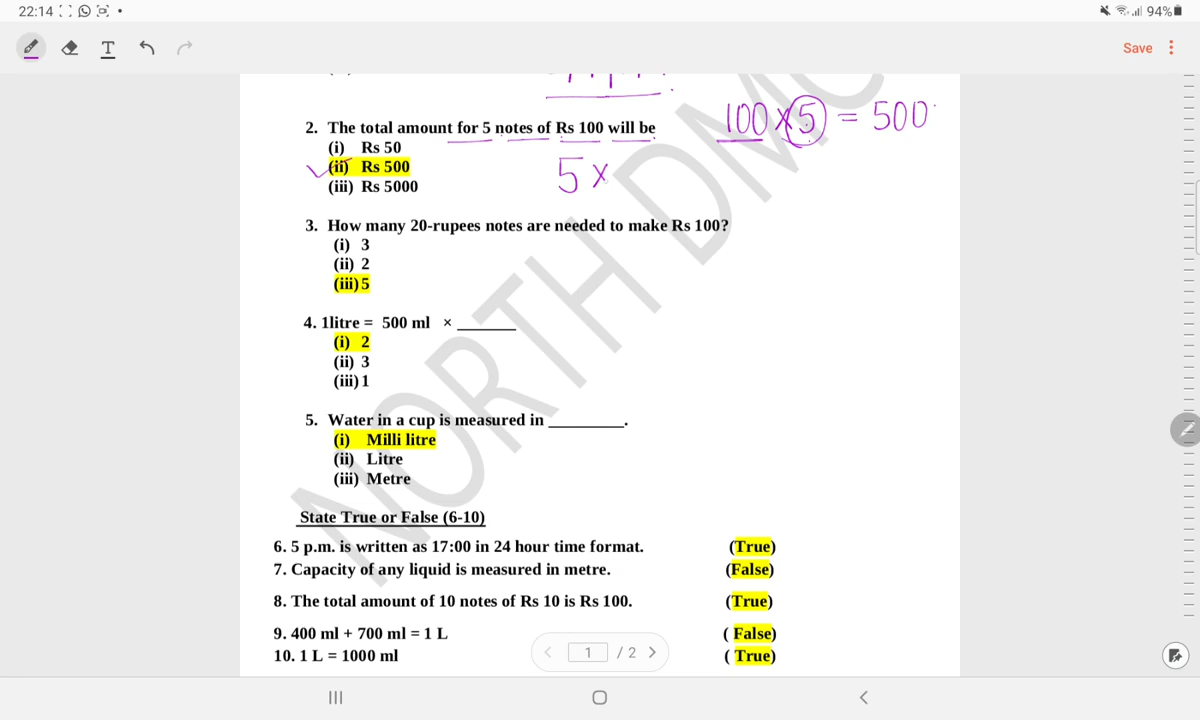 22:14 94%
T Save
100 × 5 = 500
2. The total amount for 5 notes of Rs 100 will be
(i) Rs 50
(ii) Rs 500
5 ×
(iii) Rs 5000
3. How many 20-rupees notes are needed to make Rs 100?
(i) 3
(ii) 2
(iii) 5
4. 1litre = 500 ml × ______
(i) 2
(ii) 3
(iii) 1
5. Water in a cup is measured in ________.
(i) Milli litre
(ii) Litre
(iii) Metre
State True or False (6-10)
6. 5 p.m. is written as 17:00 in 24 hour time format. (True)
7. Capacity of any liquid is measured in metre. (False)
8. The total amount of 10 notes of Rs 10 is Rs 100. (True)
9. 400 ml + 700 ml = 1 L ( False)
10. 1 L = 1000 ml ( True)
< 1 / 2 >
NORTH DMC